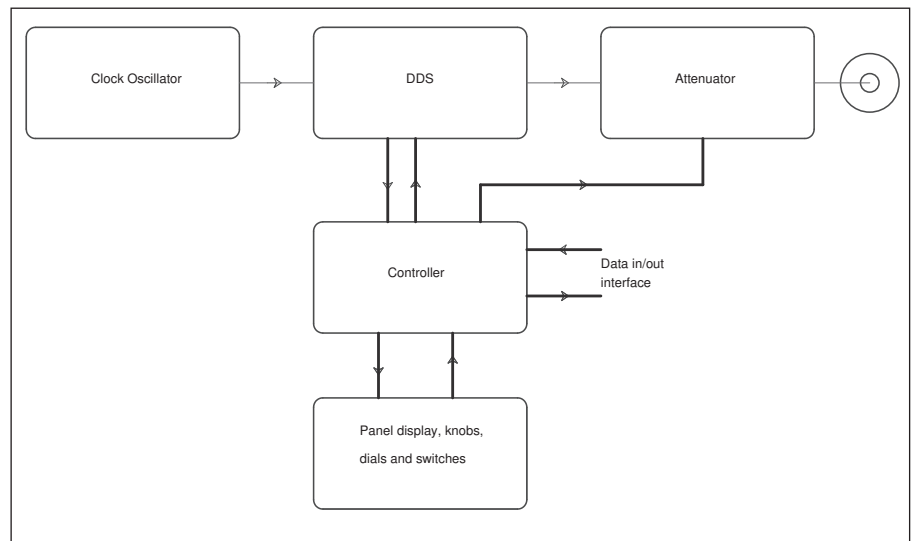 Clock Oscillator
DDS
Attenuator
Controller
Data in/out
interface
Panel display, knobs,
dials and switches